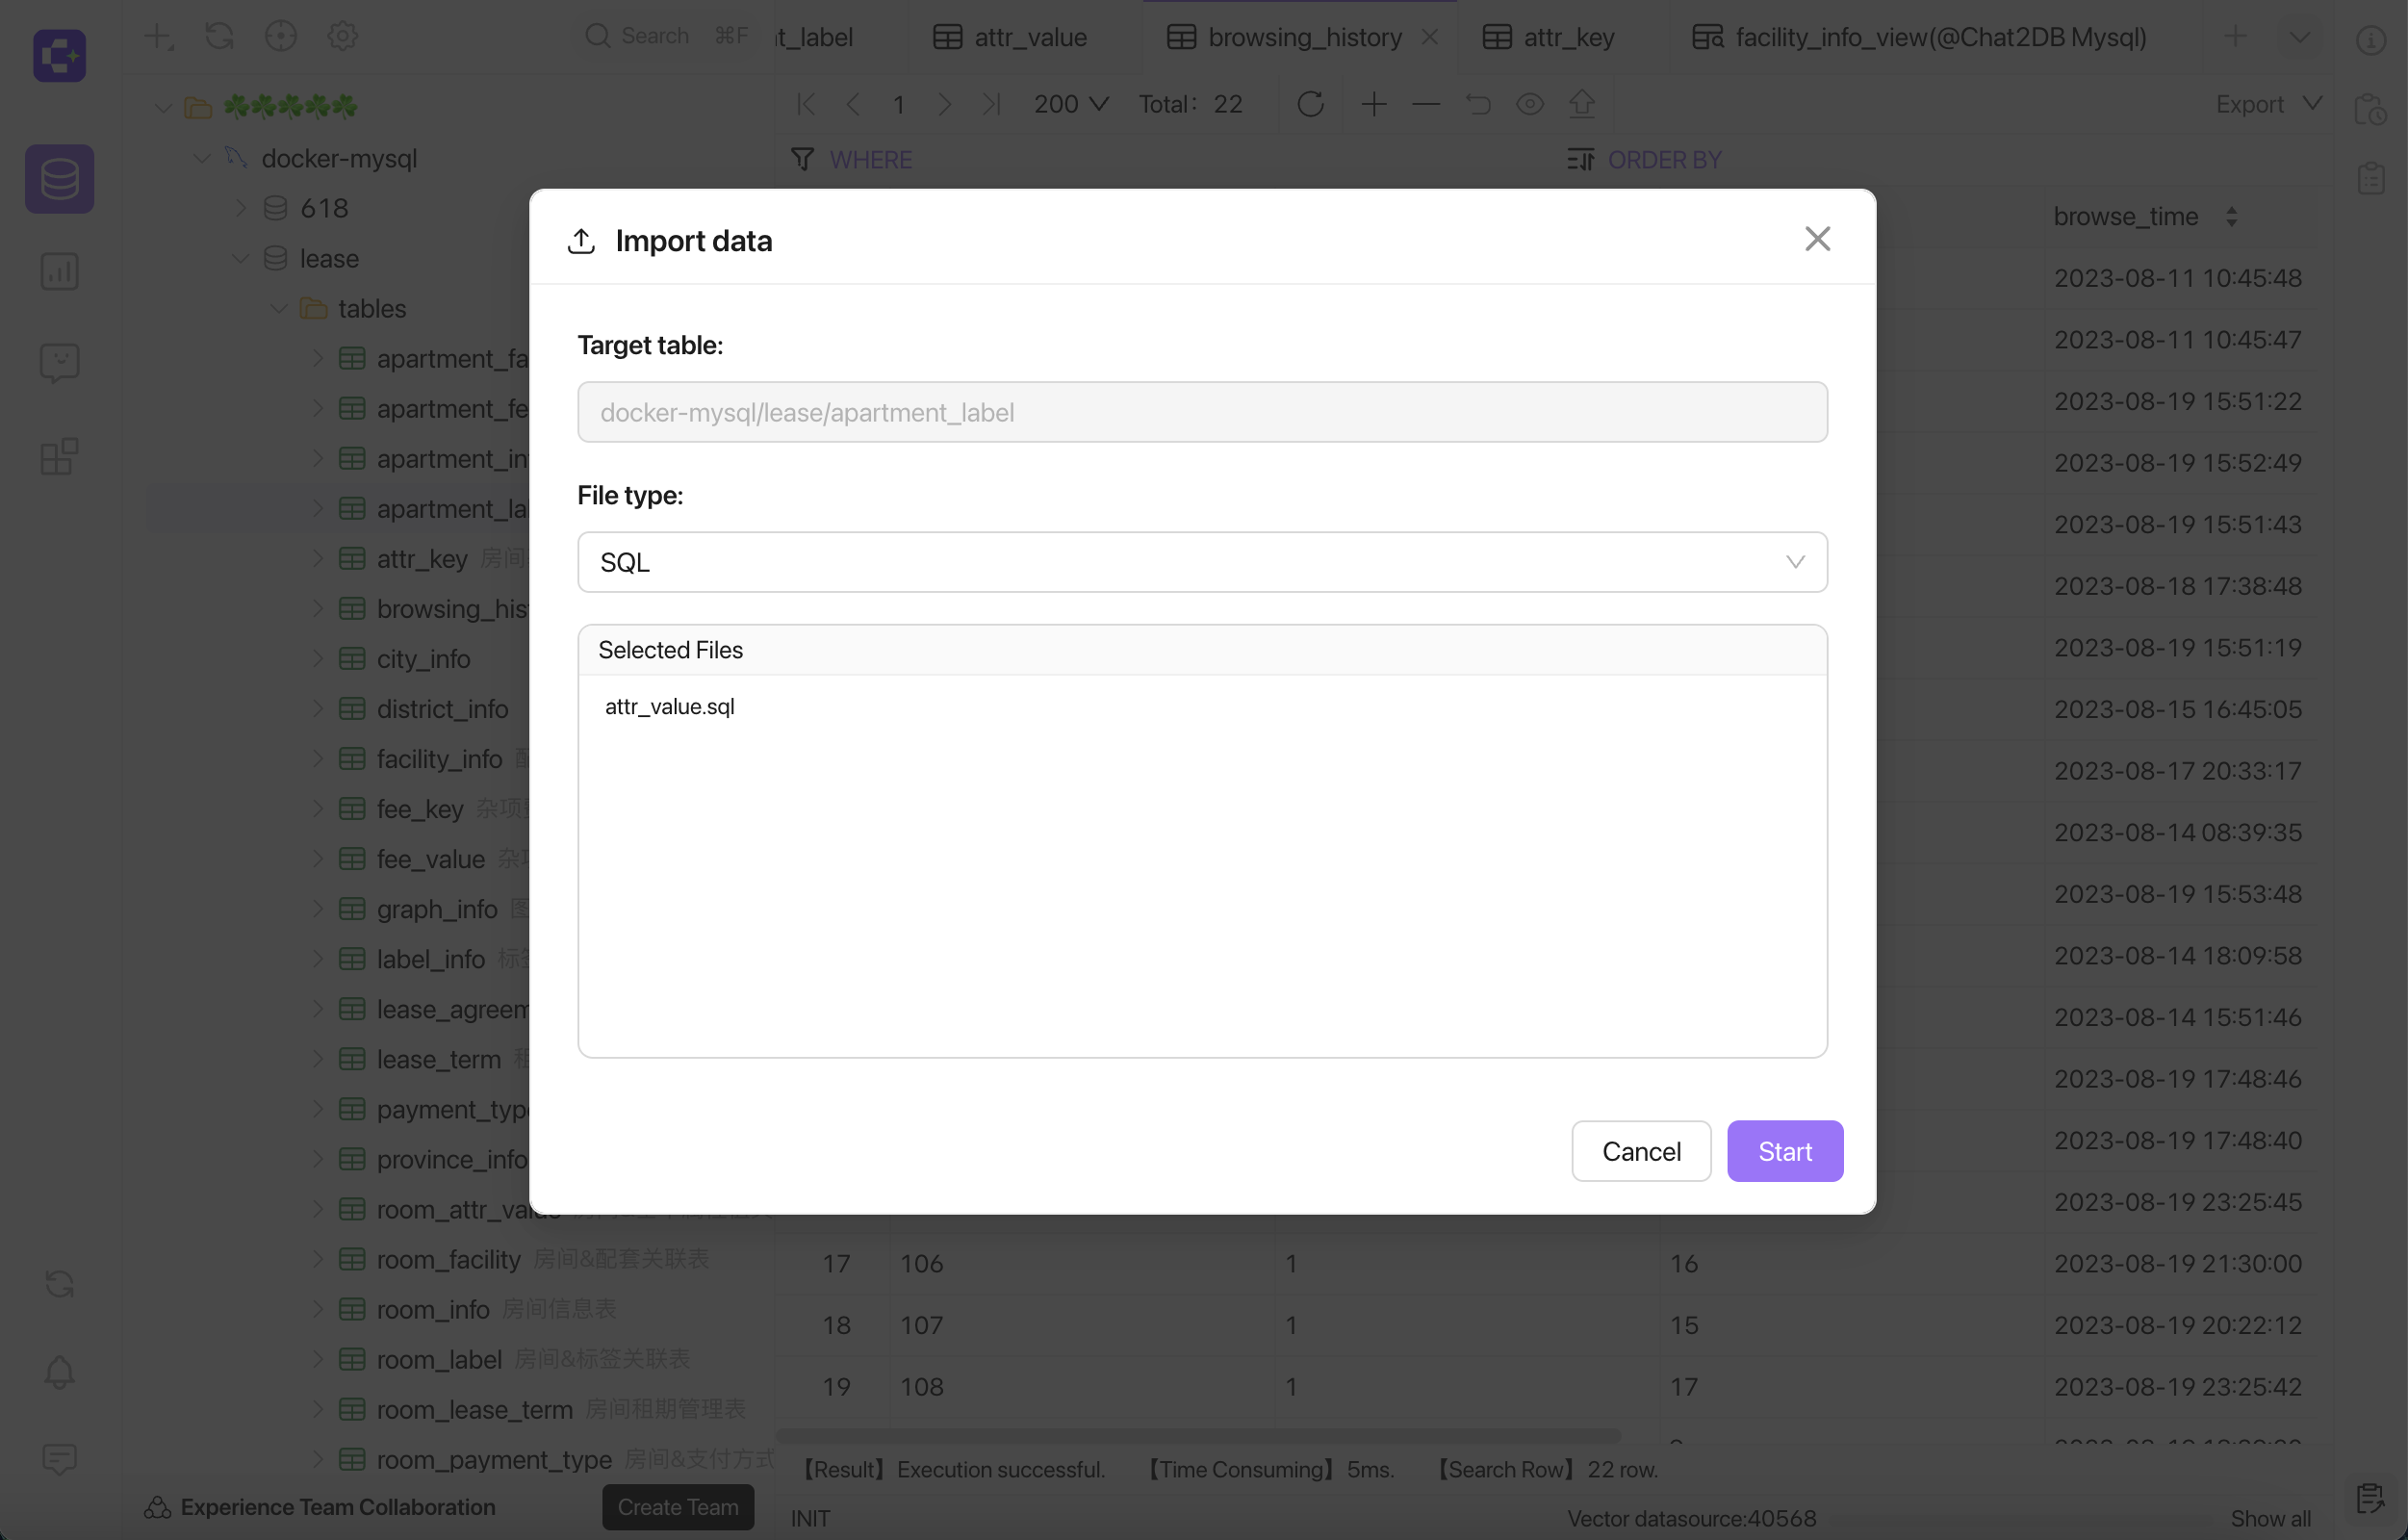 Search ⌘F
t_label
attr_value
browsing_history
attr_key
facility_info_view(@Chat2DB Mysql)
1
200
Total: 22
Export
WHERE
ORDER BY
docker-mysql
618
lease
tables
apartment_fa
apartment_fe
apartment_in
apartment_la
attr_key 房间
browsing_his
city_info
district_info
facility_info
fee_key 杂项
fee_value 杂
graph_info
label_info
lease_agreem
lease_term
payment_type
province_info
room_attr_value
room_facility 房间&配套关联表
room_info 房间信息表
room_label 房间&标签关联表
room_lease_term 房间租期管理表
room_payment_type 房间&支付方式
Experience Team Collaboration
Create Team
Import data
Target table:
docker-mysql/lease/apartment_label
File type:
SQL
Selected Files
attr_value.sql
Cancel
Start
browse_time
2023-08-11 10:45:48
2023-08-11 10:45:47
2023-08-19 15:51:22
2023-08-19 15:52:49
2023-08-19 15:51:43
2023-08-18 17:38:48
2023-08-19 15:51:19
2023-08-15 16:45:05
2023-08-17 20:33:17
2023-08-14 08:39:35
2023-08-19 15:53:48
2023-08-14 18:09:58
2023-08-14 15:51:46
2023-08-19 17:48:46
2023-08-19 17:48:40
2023-08-19 23:25:45
17 106 1 16 2023-08-19 21:30:00
18 107 1 15 2023-08-19 20:22:12
19 108 1 17 2023-08-19 23:25:42
【Result】Execution successful. 【Time Consuming】5ms. 【Search Row】22 row.
INIT
Vector datasource:40568
Show all